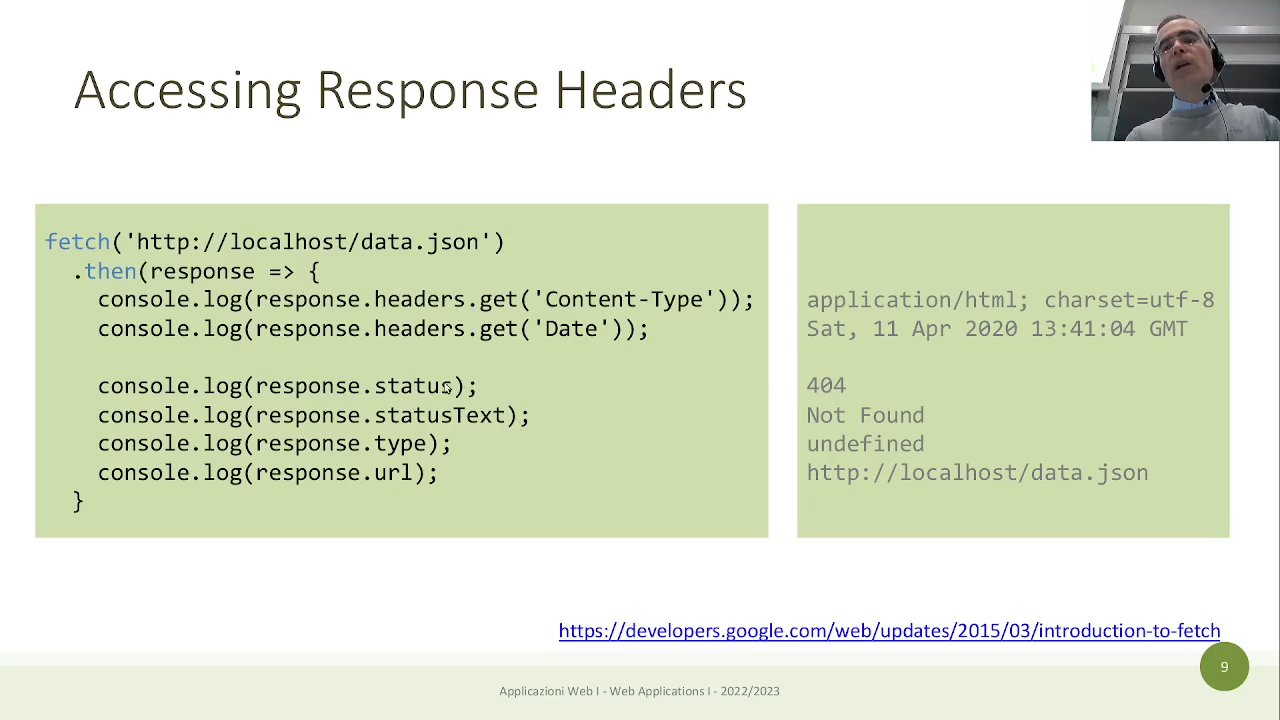 Accessing Response Headers
fetch('http://localhost/data.json')
.then(response => {
console.log(response.headers.get('Content-Type'));
console.log(response.headers.get('Date'));
console.log(response.status);
console.log(response.statusText);
console.log(response.type);
console.log(response.url);
}
application/html; charset=utf-8
Sat, 11 Apr 2020 13:41:04 GMT
404
Not Found
undefined
http://localhost/data.json
https://developers.google.com/web/updates/2015/03/introduction-to-fetch
9
Applicazioni Web I - Web Applications I - 2022/2023